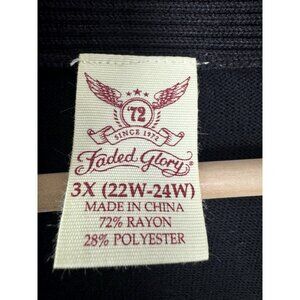 '72
SINCE 1972
Faded Glory
3X (22W-24W)
MADE IN CHINA
72% RAYON
28% POLYESTER